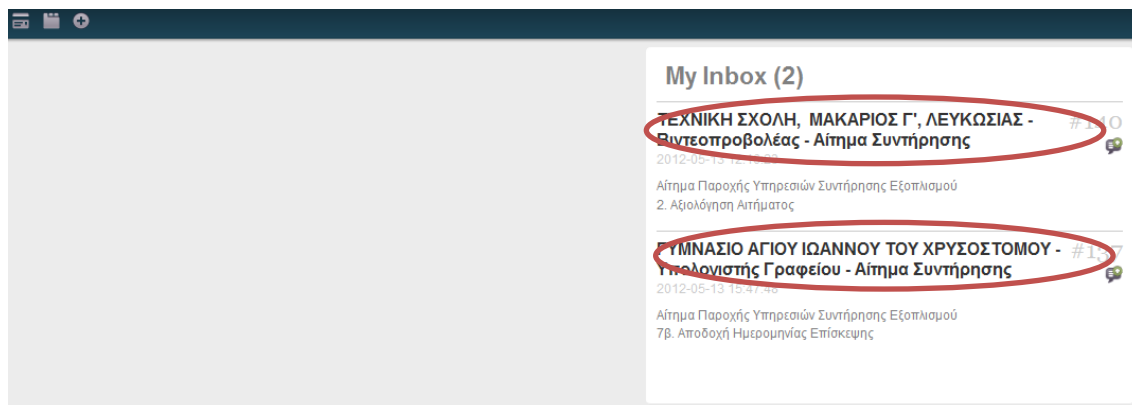 My Inbox (2)
ΤΕΧΝΙΚΗ ΣΧΟΛΗ, ΜΑΚΑΡΙΟΣ Γ', ΛΕΥΚΩΣΙΑΣ -
#140
Βιντεοπροβολέας - Αίτημα Συντήρησης
2012-05-13
Αίτημα Παροχής Υπηρεσιών Συντήρησης Εξοπλισμού
2. Αξιολόγηση Αιτήματος
ΓΥΜΝΑΣΙΟ ΑΓΙΟΥ ΙΩΑΝΝΟΥ ΤΟΥ ΧΡΥΣΟΣΤΟΜΟΥ -
#137
Υπολογιστής Γραφείου - Αίτημα Συντήρησης
2012-05-13 15:47:48
Αίτημα Παροχής Υπηρεσιών Συντήρησης Εξοπλισμού
7β. Αποδοχή Ημερομηνίας Επίσκεψης